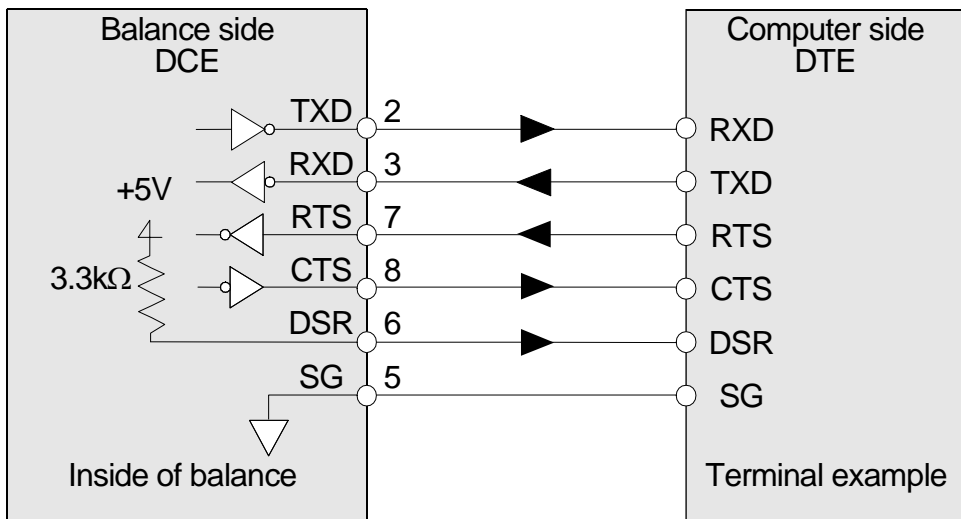 Balance side
DCE
Computer side
DTE
TXD 2
RXD
RXD 3
TXD
+5V
RTS 7
RTS
3.3kΩ
CTS 8
CTS
DSR 6
DSR
SG 5
SG
Inside of balance
Terminal example